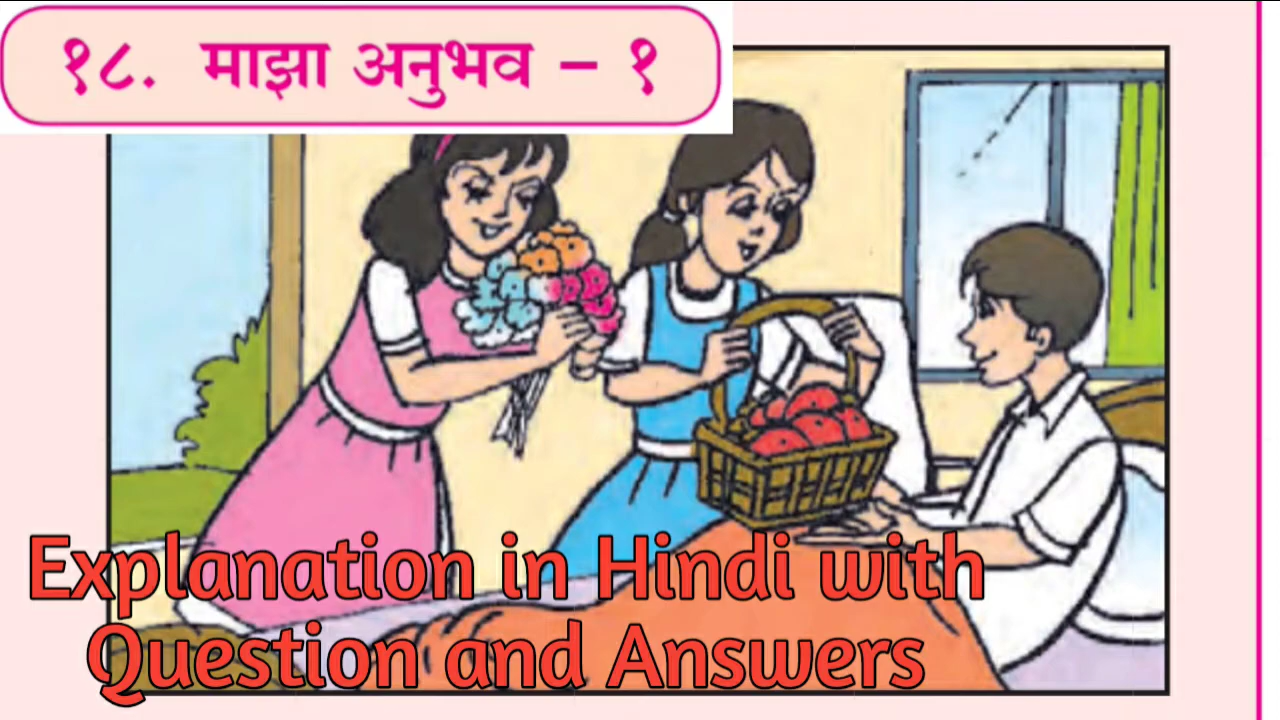 १८. माझा अनुभव – १
Explanation in Hindi with
Question and Answers